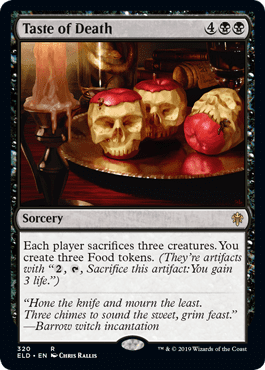 Taste of Death 4
Sorcery
Each player sacrifices three creatures. You
create three Food tokens. (They're artifacts
with “2, , Sacrifice this artifact: You gain
3 life.”)
“Hone the knife and mourn the least.
Three chimes to sound the sweet, grim feast.”
—Barrow witch incantation
320 R
ELD • EN Chris Rallis
™ & © 2019 Wizards of the Coast